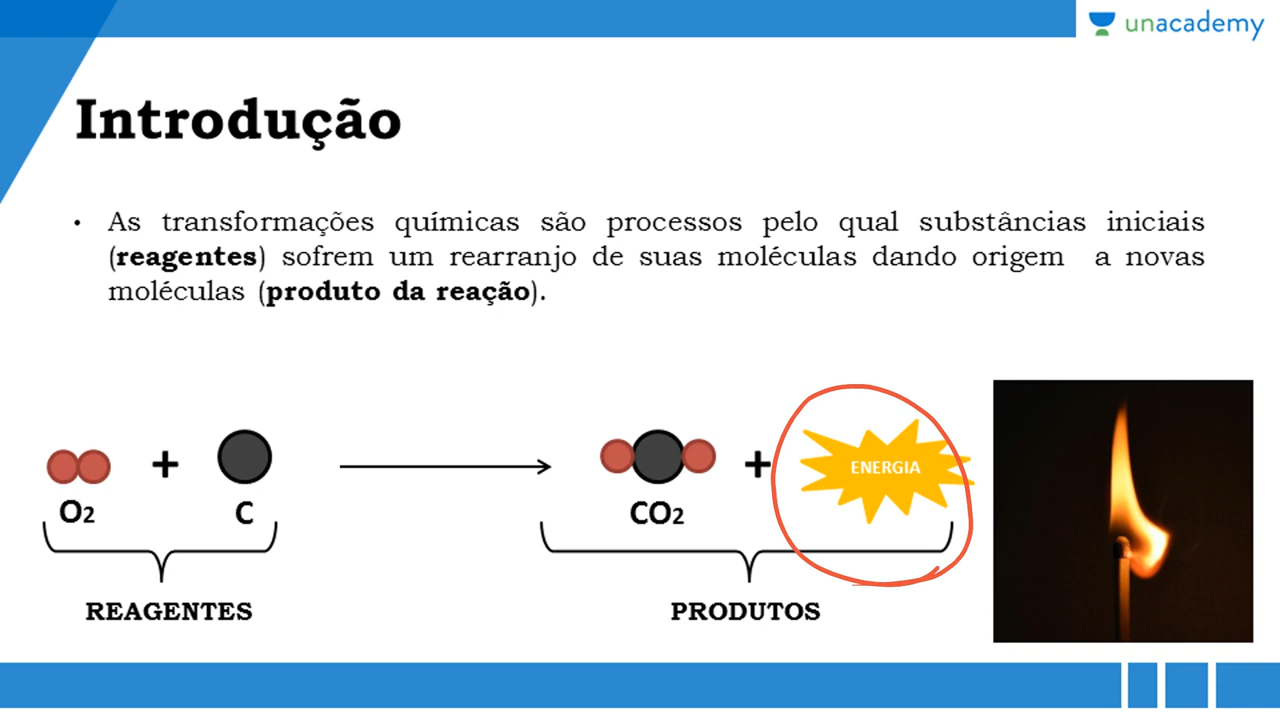 unacademy
Introdução
• As transformações químicas são processos pelo qual substâncias iniciais
(reagentes) sofrem um rearranjo de suas moléculas dando origem a novas
moléculas (produto da reação).
+ + ENERGIA
O2 C CO2
REAGENTES PRODUTOS